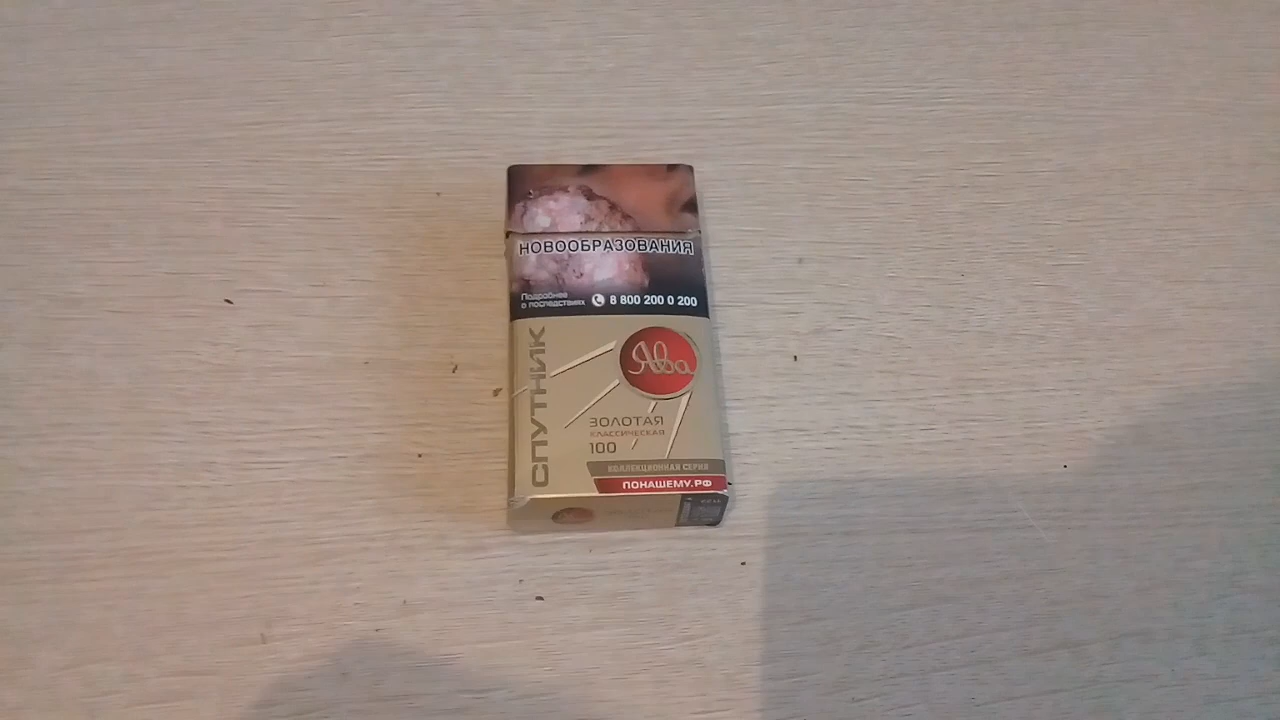 НОВООБРАЗОВАНИЯ
Подробнее
о последствиях
8 800 200 0 200
СПУТНИК
Ява
ЗОЛОТАЯ
КЛАССИЧЕСКАЯ
100
КОЛЛЕКЦИОННАЯ СЕРИЯ
ПОНАШЕМУ.РФ